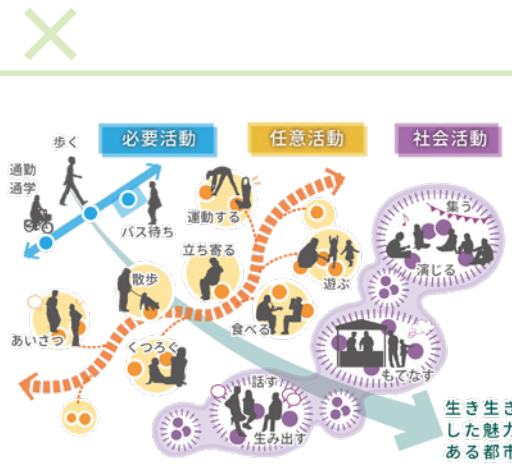 必要活動
任意活動
社会活動
歩く
通勤
通学
バス待ち
運動する
立ち寄る
散歩
遊ぶ
食べる
あいさつ
くつろぐ
集う
演じる
もてなす
話す
生み出す
生き生き
した魅力
ある都市